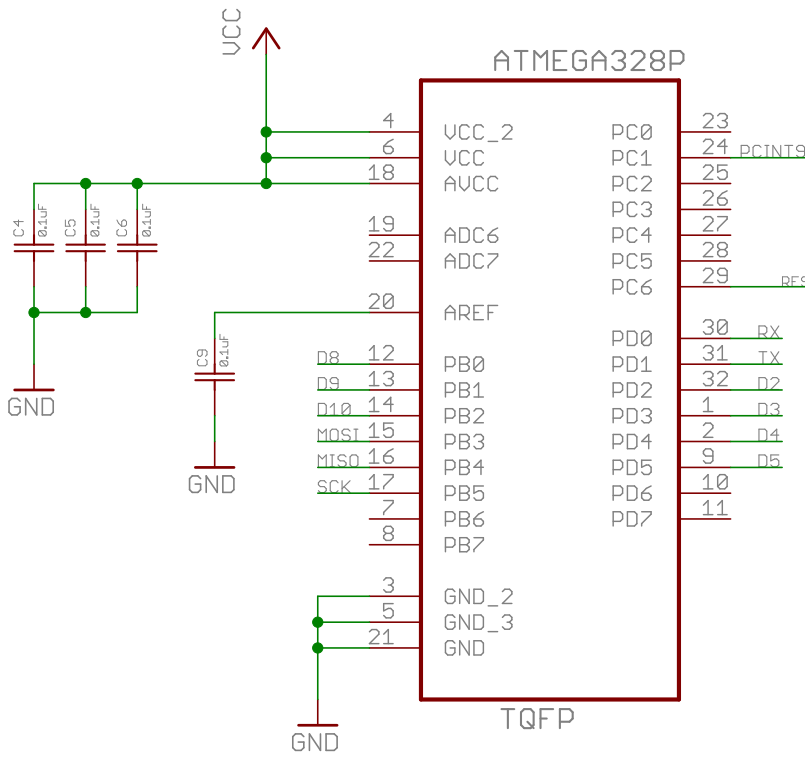 VCC
ATMEGA328P
4 VCC_2 PC0 23
6 VCC PC1 24 PCINT9
18 AVCC PC2 25
PC3 26
19 ADC6 PC4 27
22 ADC7 PC5 28
PC6 29 RES
C4 0.1uF C5 0.1uF C6 0.1uF
20 AREF
PD0 30 RX
C9 0.1uF
D8 12 PB0 PD1 31 TX
D9 13 PB1 PD2 32 D2
D10 14 PB2 PD3 1 D3
MOSI 15 PB3 PD4 2 D4
MISO 16 PB4 PD5 9 D5
SCK 17 PB5 PD6 10
7 PB6 PD7 11
8 PB7
GND
GND
3 GND_2
5 GND_3
21 GND
TQFP
GND